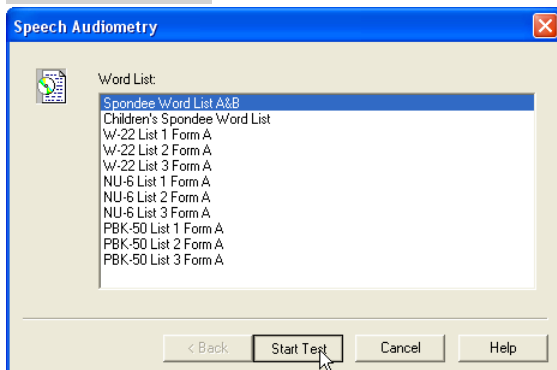 Speech Audiometry
Word List:
Spondee Word List A&B
Children's Spondee Word List
W-22 List 1 Form A
W-22 List 2 Form A
W-22 List 3 Form A
NU-6 List 1 Form A
NU-6 List 2 Form A
NU-6 List 3 Form A
PBK-50 List 1 Form A
PBK-50 List 2 Form A
PBK-50 List 3 Form A
< Back Start Test Cancel Help